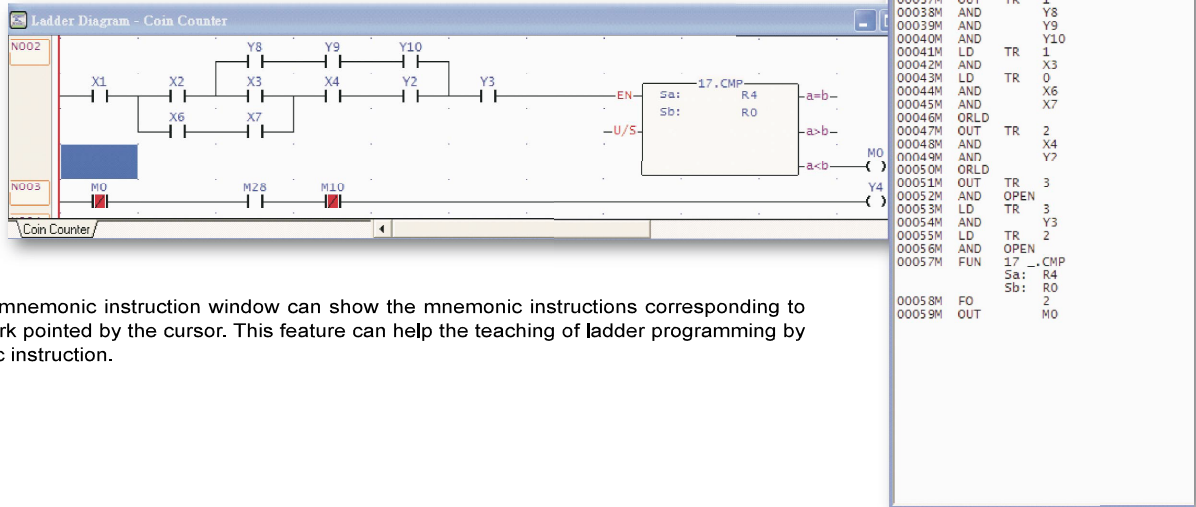 Ladder Diagram - Coin Counter
N002
Y8 Y9 Y10
X1 X2 X3 X4 Y2 Y3
X6 X7
17.CMP
EN Sa: R4 a=b
Sb: R0
U/S a>b
a<b M0
N003 M0 M28 M10 Y4
Coin Counter
mnemonic instruction window can show the mnemonic instructions corresponding to
rk pointed by the cursor. This feature can help the teaching of ladder programming by
c instruction.
00037M OUT TR 1
00038M AND Y8
00039M AND Y9
00040M AND Y10
00041M LD TR 1
00042M AND X3
00043M LD TR 0
00044M AND X6
00045M AND X7
00046M ORLD
00047M OUT TR 2
00048M AND X4
00049M AND Y2
00050M ORLD
00051M OUT TR 3
00052M AND OPEN
00053M LD TR 3
00054M AND Y3
00055M LD TR 2
00056M AND OPEN
00057M FUN 17 _.CMP
Sa: R4
Sb: R0
00058M FO 2
00059M OUT M0